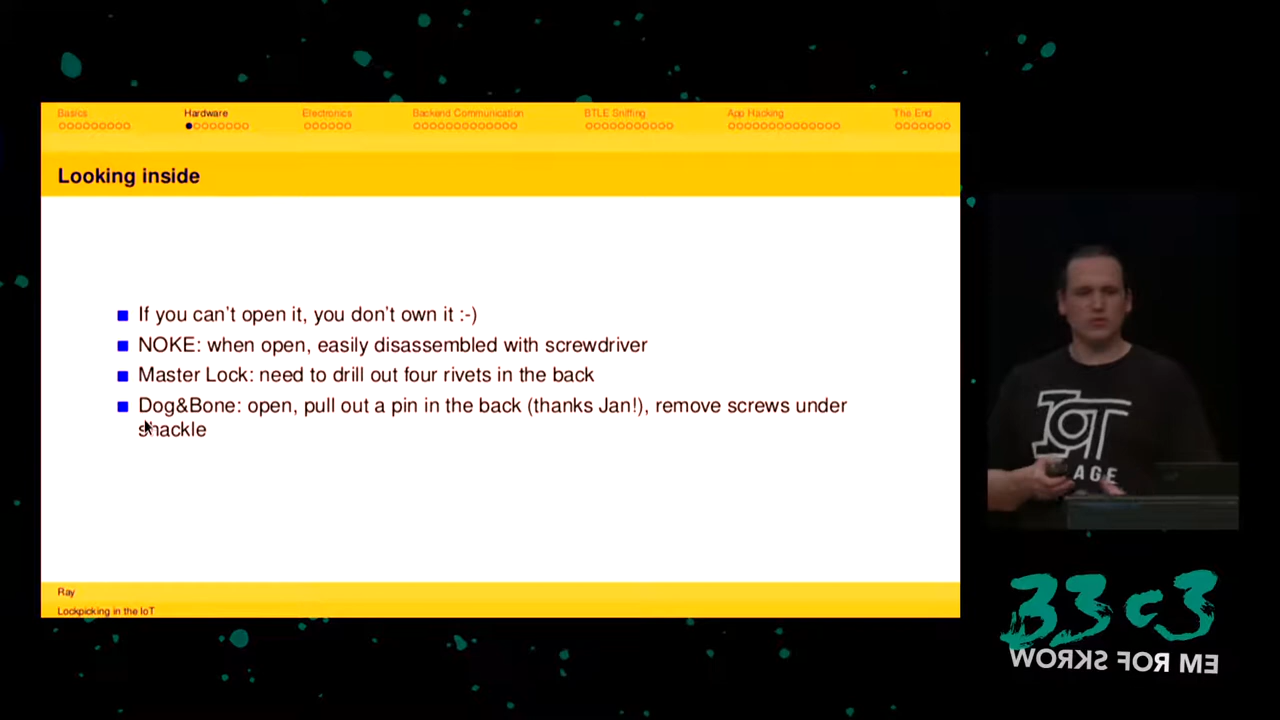 Basics
Hardware
Electronics
Backend Communication
BTLE Sniffing
App Hacking
The End
Looking inside
If you can't open it, you don't own it :-)
NOKE: when open, easily disassembled with screwdriver
Master Lock: need to drill out four rivets in the back
Dog&Bone: open, pull out a pin in the back (thanks Jan!), remove screws under
shackle
Ray
Lockpicking in the IoT
IOT
AGE
33c3
WORKS FOR ME